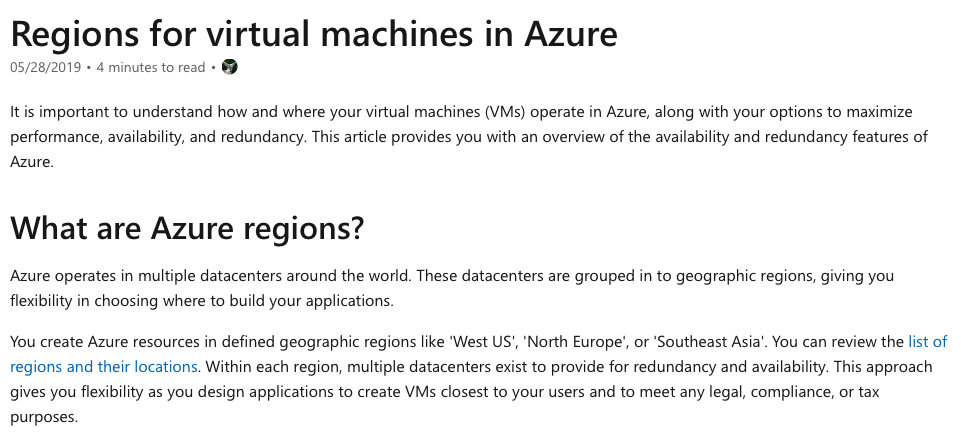 Regions for virtual machines in Azure
05/28/2019 • 4 minutes to read •
It is important to understand how and where your virtual machines (VMs) operate in Azure, along with your options to maximize
performance, availability, and redundancy. This article provides you with an overview of the availability and redundancy features of
Azure.
What are Azure regions?
Azure operates in multiple datacenters around the world. These datacenters are grouped in to geographic regions, giving you
flexibility in choosing where to build your applications.
You create Azure resources in defined geographic regions like 'West US', 'North Europe', or 'Southeast Asia'. You can review the list of
regions and their locations. Within each region, multiple datacenters exist to provide for redundancy and availability. This approach
gives you flexibility as you design applications to create VMs closest to your users and to meet any legal, compliance, or tax
purposes.